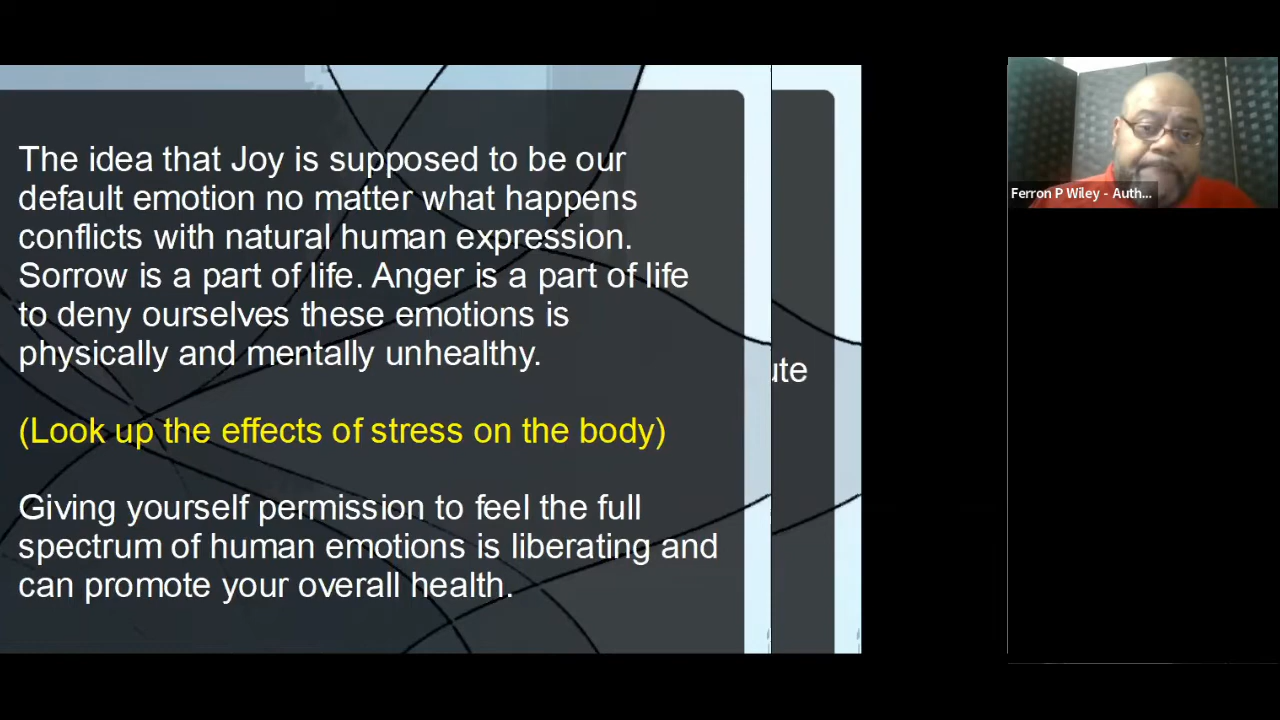 The idea that Joy is supposed to be our
default emotion no matter what happens
conflicts with natural human expression.
Sorrow is a part of life. Anger is a part of life
to deny ourselves these emotions is
physically and mentally unhealthy.
(Look up the effects of stress on the body)
Giving yourself permission to feel the full
spectrum of human emotions is liberating and
can promote your overall health.
ute
Ferron P Wiley - Auth...